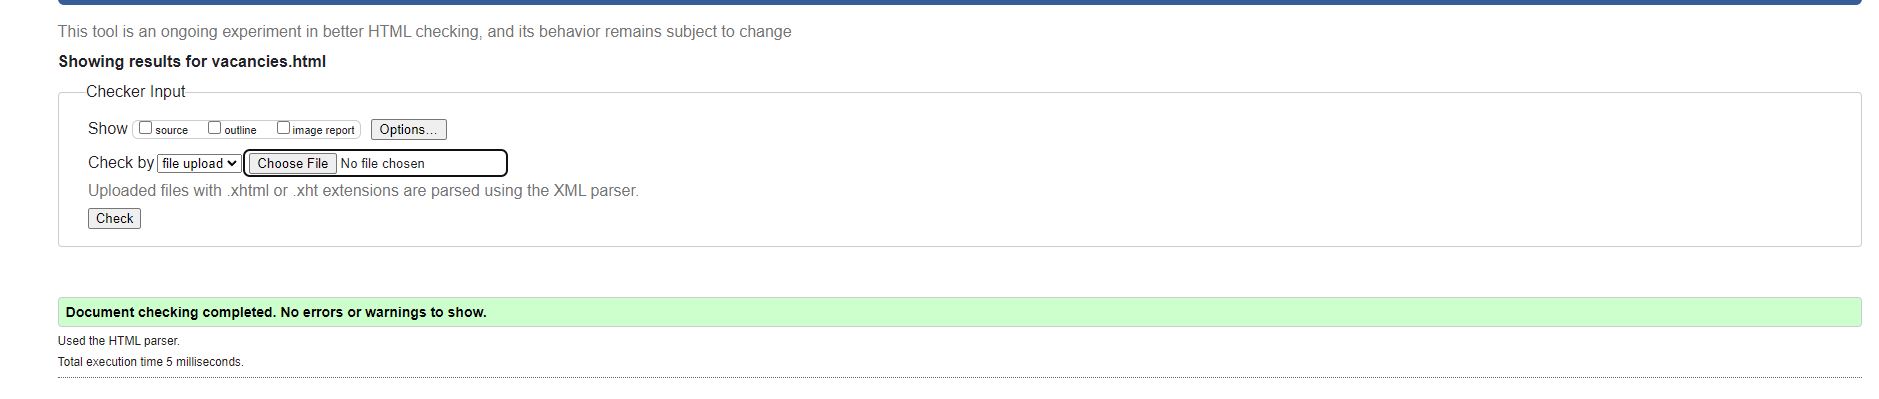 This tool is an ongoing experiment in better HTML checking, and its behavior remains subject to change
Showing results for vacancies.html
Checker Input
Show source outline image report Options...
Check by file upload Choose File No file chosen
Uploaded files with .xhtml or .xht extensions are parsed using the XML parser.
Check
Document checking completed. No errors or warnings to show.
Used the HTML parser.
Total execution time 5 milliseconds.